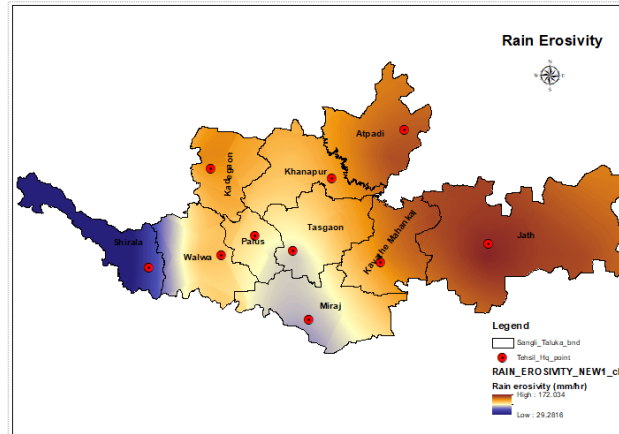 Rain Erosivity
N
Atpadi
Khanapur
Kadegaon
Shirala
Walwa
Palus
Tasgaon
Kavathe Mahankal
Jath
Miraj
Legend
Sangli_Taluka_bnd
Tehsil_Hq_point
RAIN_EROSIVITY_NEW1_cl
Rain erosivity (mm/hr)
High : 172.034
Low : 29.2816